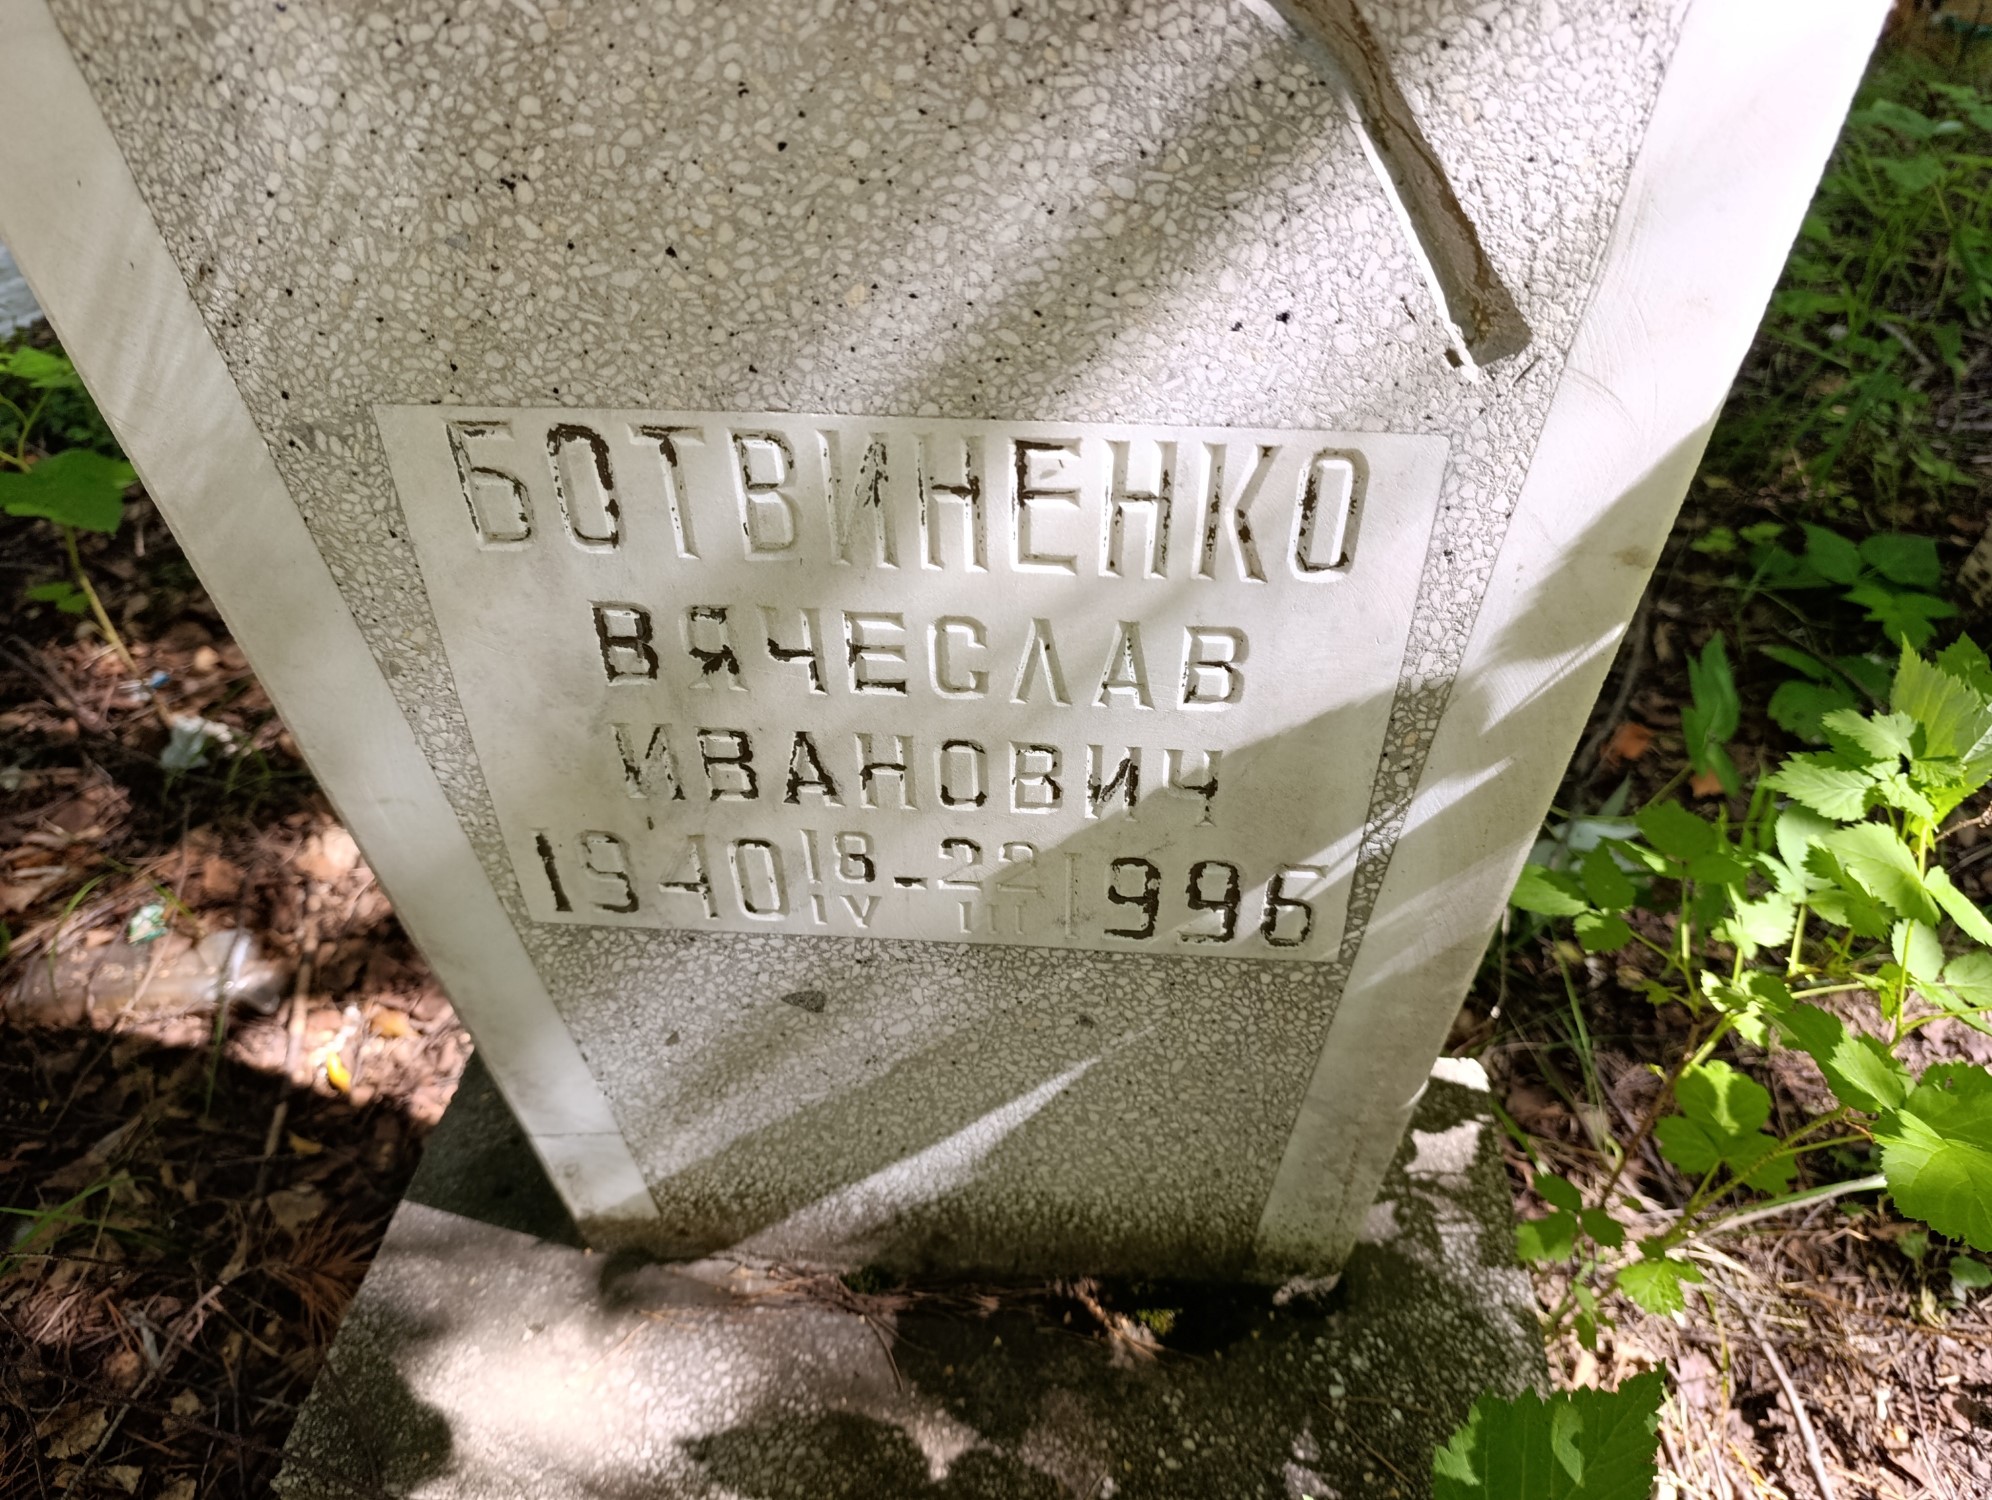 БОТВИНЕНКО
ВЯЧЕСЛАВ
ИВАНОВИЧ
1940 18/IV - 22/III 1996